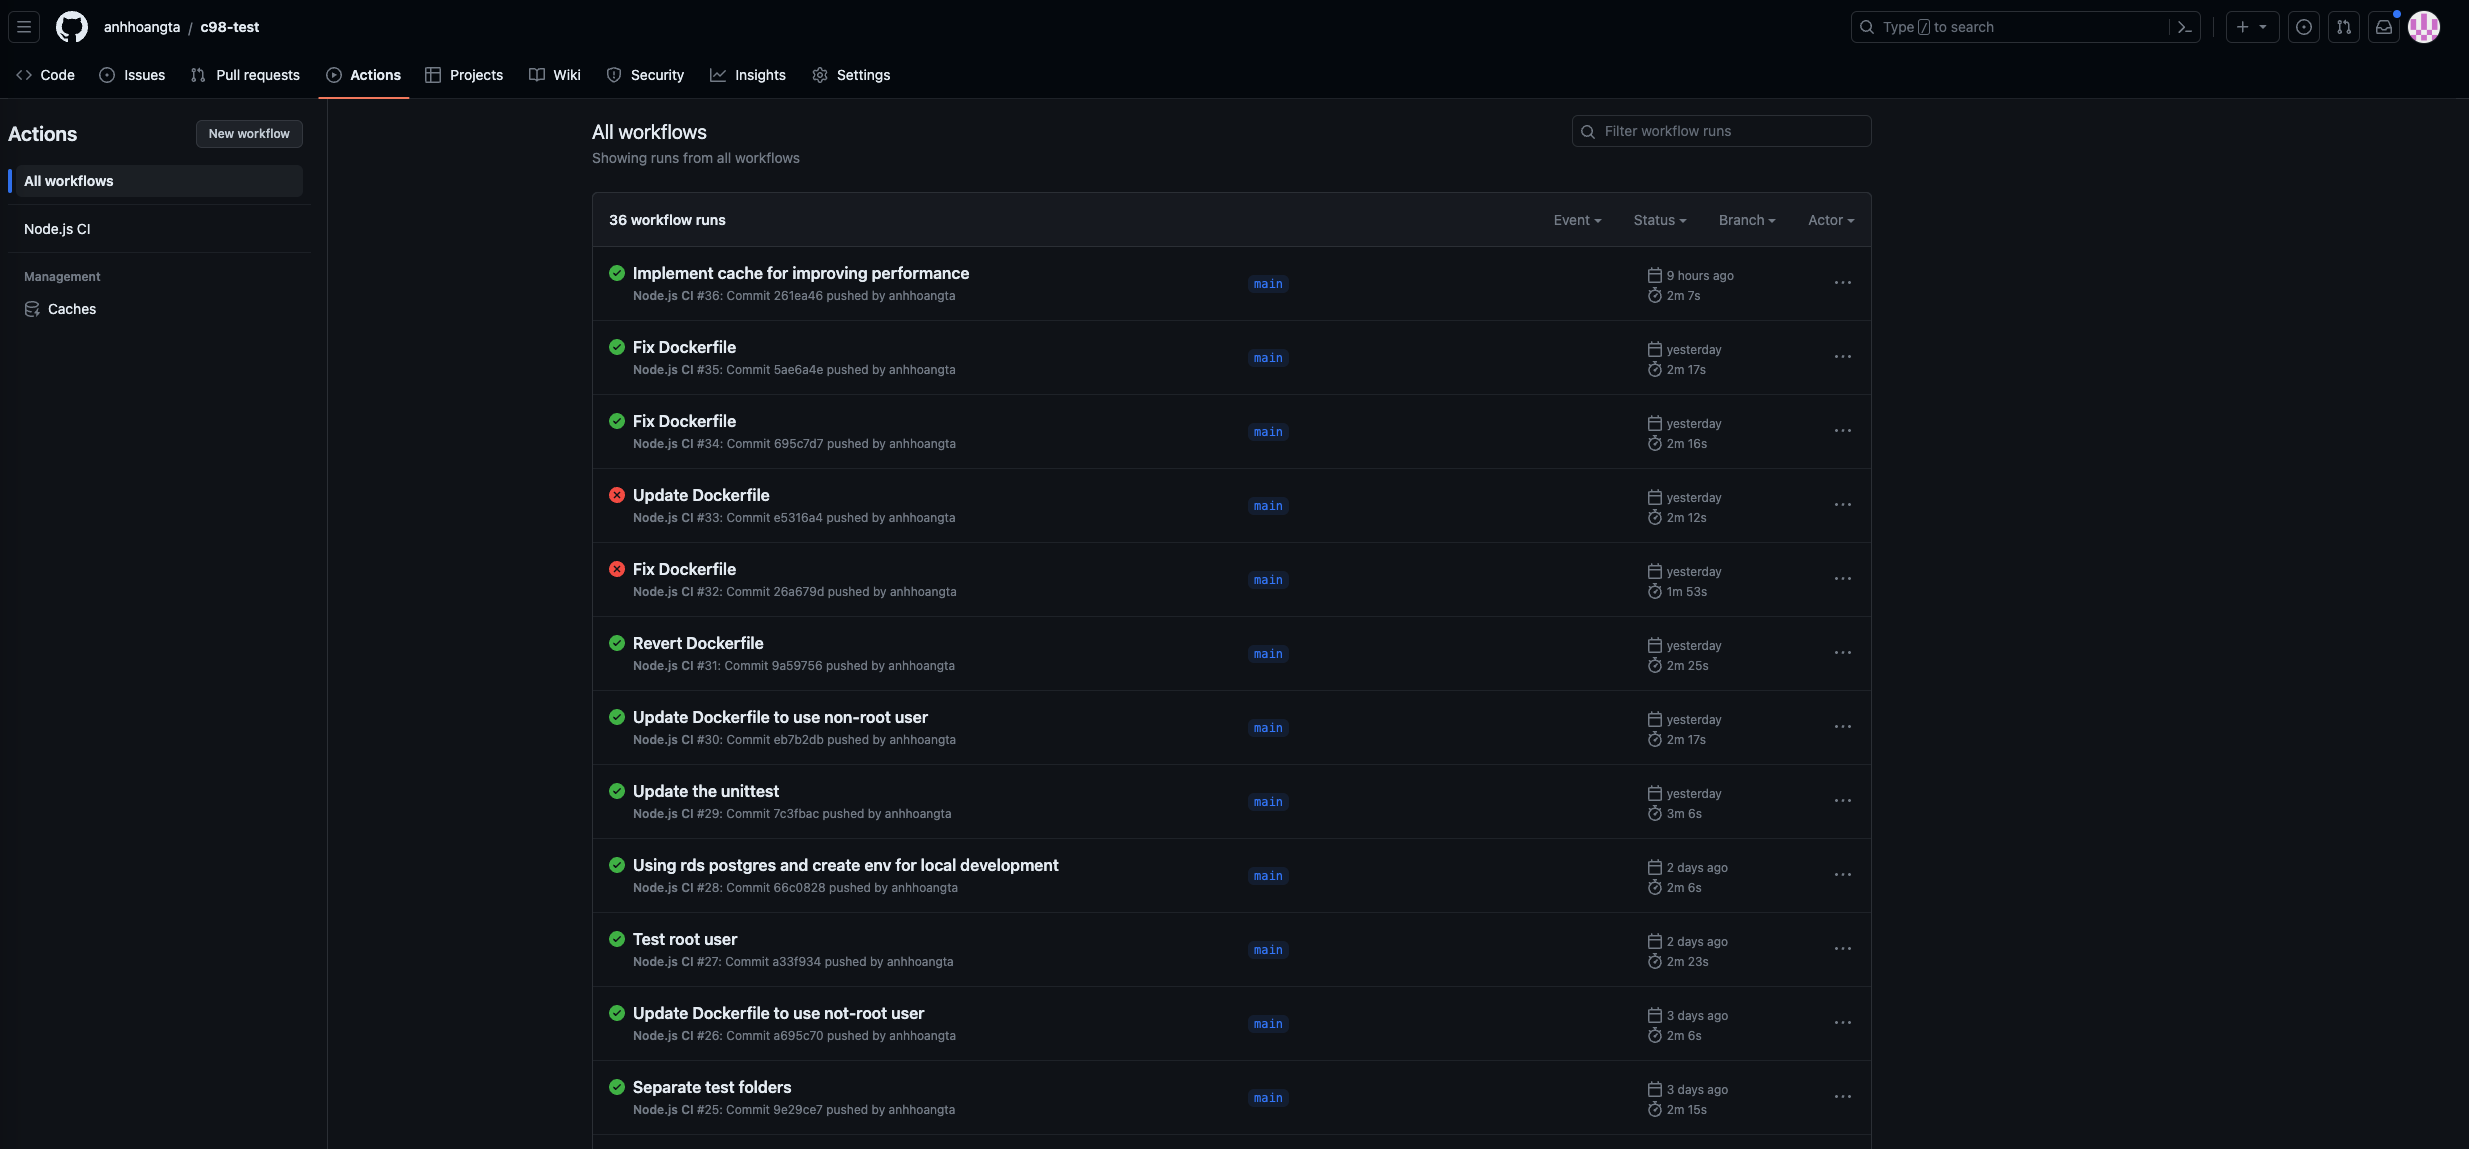 anhhoangta / c98-test
Type / to search
Code
Issues
Pull requests
Actions
Projects
Wiki
Security
Insights
Settings
Actions
New workflow
All workflows
Node.js CI
Management
Caches
All workflows
Showing runs from all workflows
Filter workflow runs
36 workflow runs
Event
Status
Branch
Actor
Implement cache for improving performance
Node.js CI #36: Commit 261ea46 pushed by anhhoangta
main
9 hours ago
2m 7s
Fix Dockerfile
Node.js CI #35: Commit 5ae6a4e pushed by anhhoangta
main
yesterday
2m 17s
Fix Dockerfile
Node.js CI #34: Commit 695c7d7 pushed by anhhoangta
main
yesterday
2m 16s
Update Dockerfile
Node.js CI #33: Commit e5316a4 pushed by anhhoangta
main
yesterday
2m 12s
Fix Dockerfile
Node.js CI #32: Commit 26a679d pushed by anhhoangta
main
yesterday
1m 53s
Revert Dockerfile
Node.js CI #31: Commit 9a59756 pushed by anhhoangta
main
yesterday
2m 25s
Update Dockerfile to use non-root user
Node.js CI #30: Commit eb7b2db pushed by anhhoangta
main
yesterday
2m 17s
Update the unittest
Node.js CI #29: Commit 7c3fbac pushed by anhhoangta
main
yesterday
3m 6s
Using rds postgres and create env for local development
Node.js CI #28: Commit 66c0828 pushed by anhhoangta
main
2 days ago
2m 6s
Test root user
Node.js CI #27: Commit a33f934 pushed by anhhoangta
main
2 days ago
2m 23s
Update Dockerfile to use not-root user
Node.js CI #26: Commit a695c70 pushed by anhhoangta
main
3 days ago
2m 6s
Separate test folders
Node.js CI #25: Commit 9e29ce7 pushed by anhhoangta
main
3 days ago
2m 15s